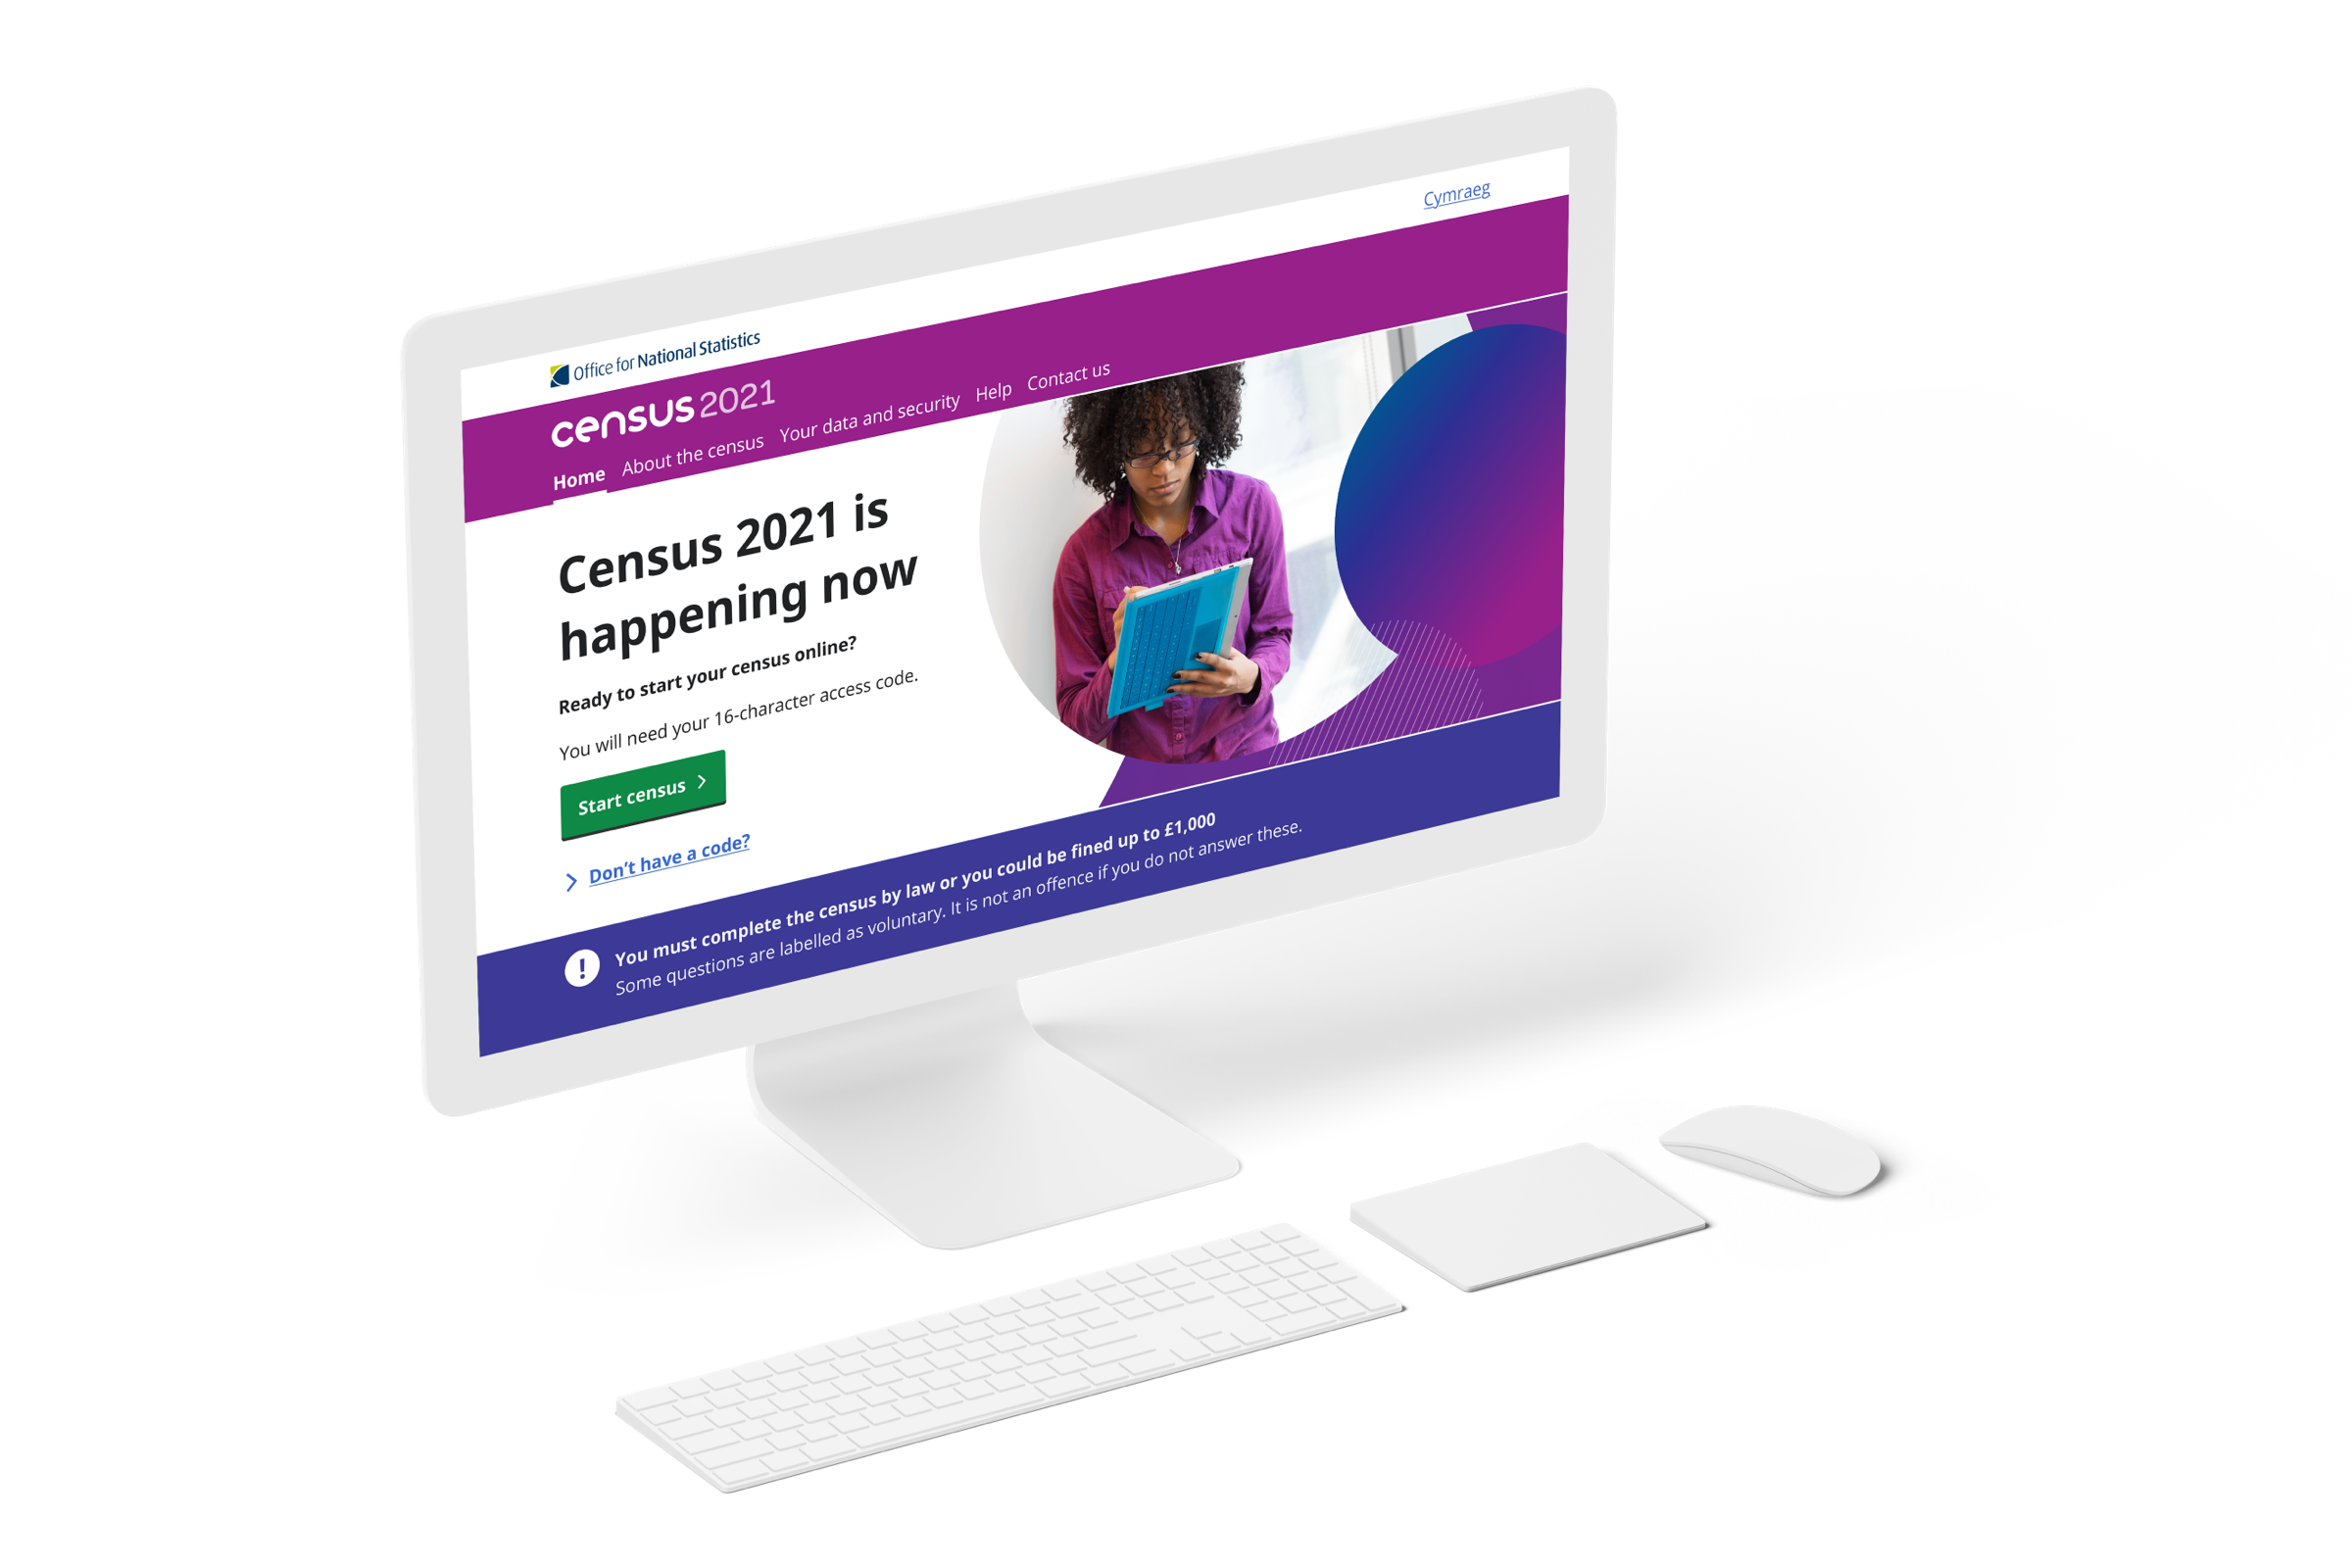 Cymraeg
Office for National Statistics
census 2021
Home About the census Your data and security Help Contact us
Census 2021 is
happening now
Ready to start your census online?
You will need your 16-character access code.
Start census
Don't have a code?
! You must complete the census by law or you could be fined up to £1,000
Some questions are labelled as voluntary. It is not an offence if you do not answer these.